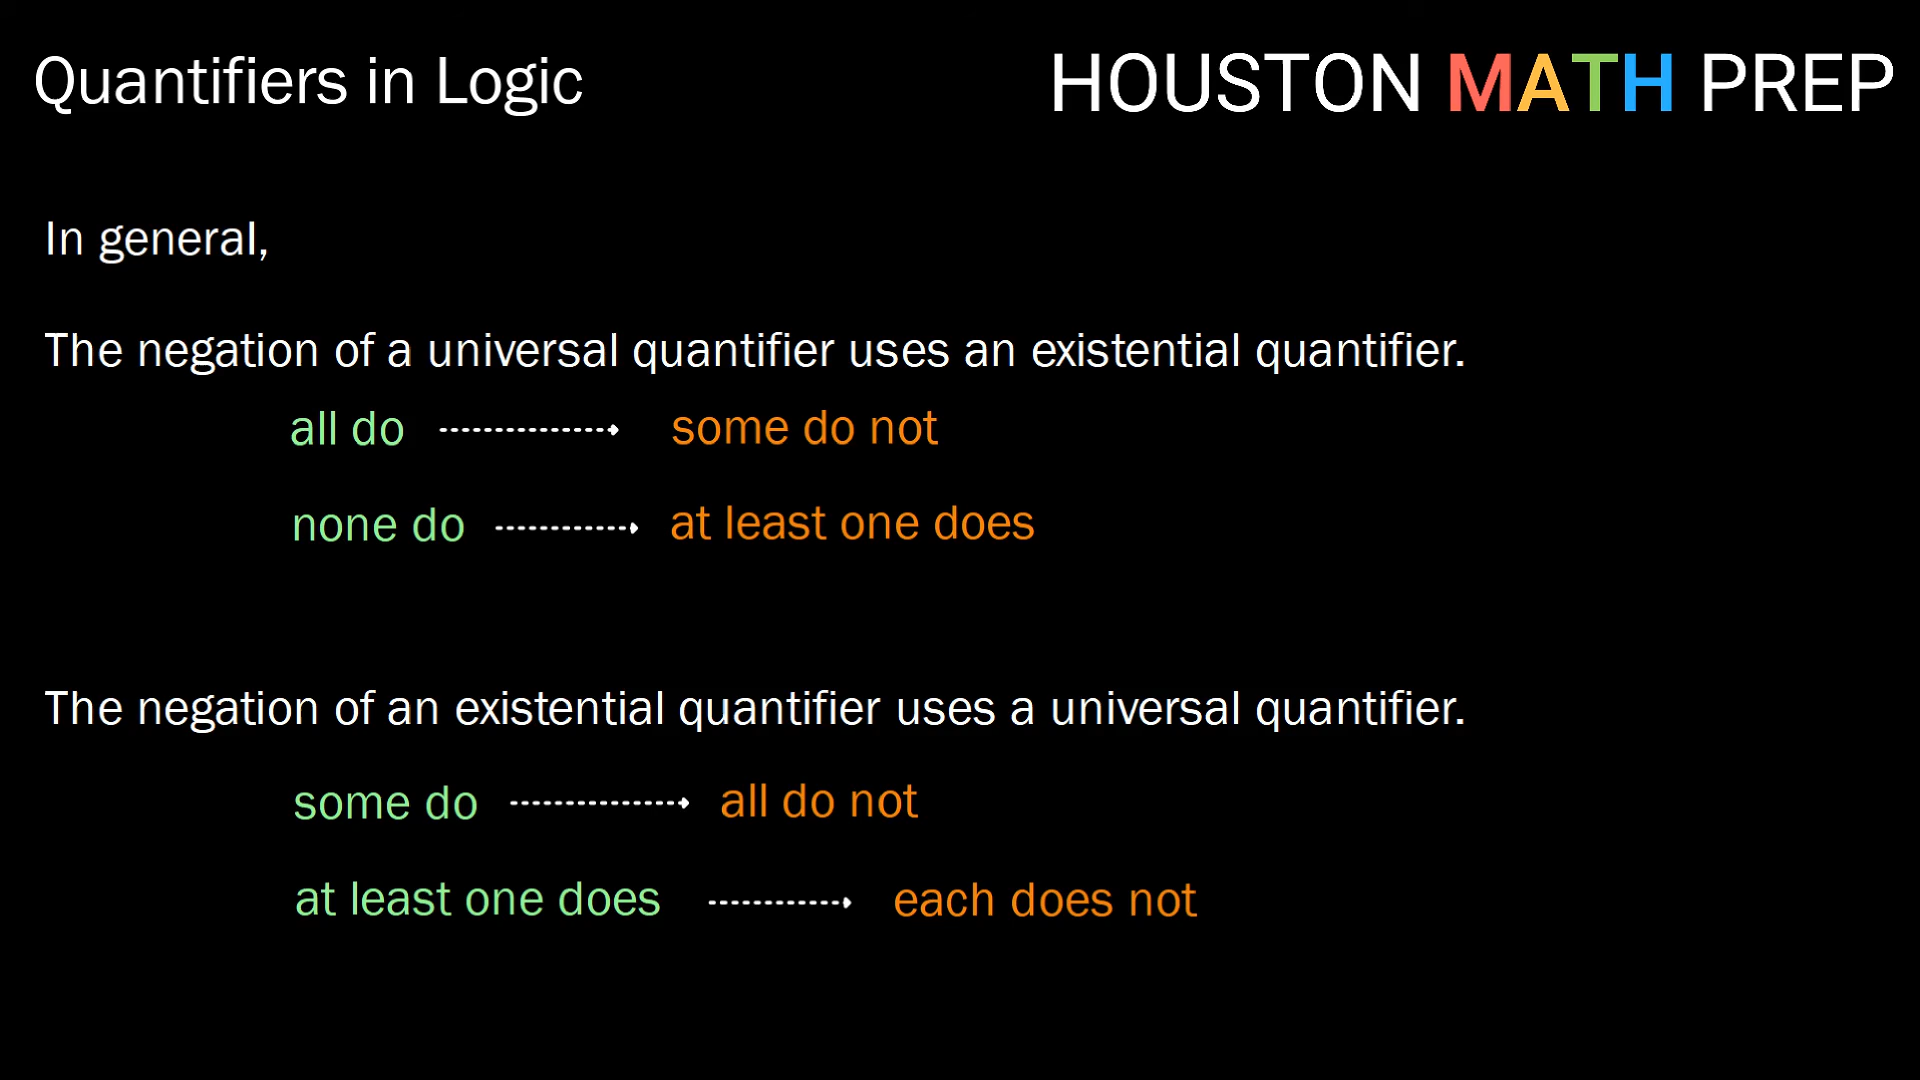 Quantifiers in Logic
HOUSTON MATH PREP
In general,
The negation of a universal quantifier uses an existential quantifier.
all do some do not
none do at least one does
The negation of an existential quantifier uses a universal quantifier.
some do all do not
at least one does each does not